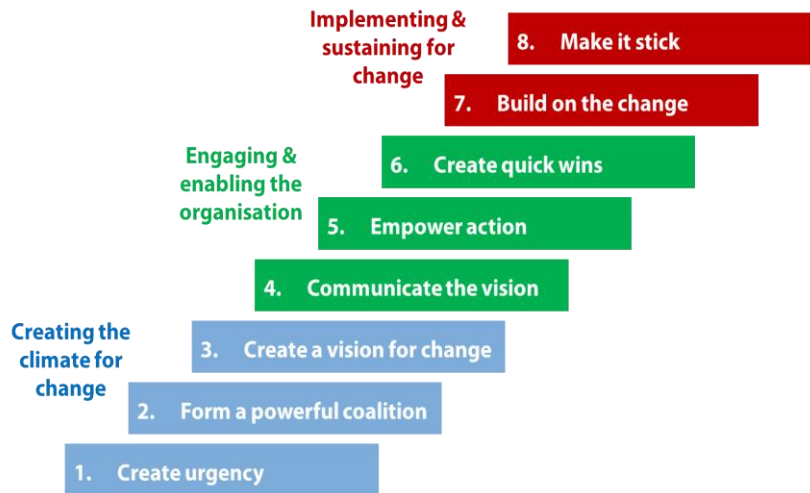 Implementing &
sustaining for
change
8. Make it stick
7. Build on the change
Engaging &
enabling the
organisation
6. Create quick wins
5. Empower action
4. Communicate the vision
Creating the
climate for
change
3. Create a vision for change
2. Form a powerful coalition
1. Create urgency